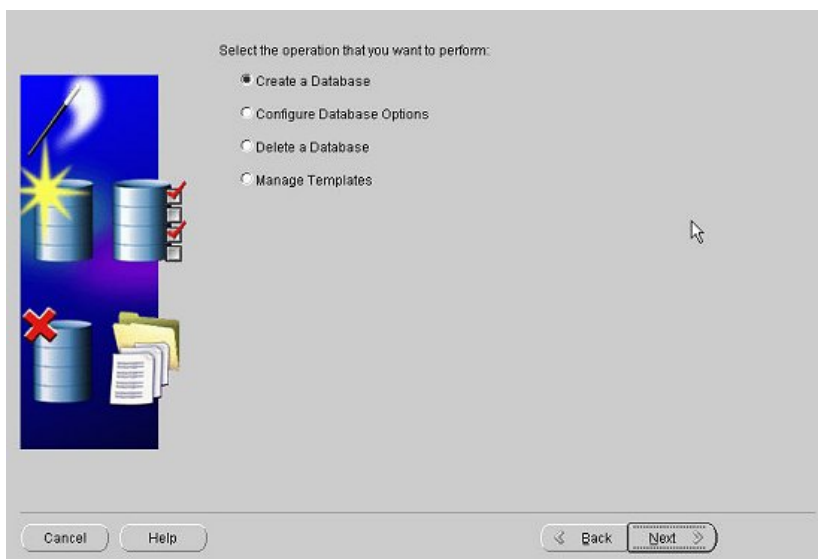 Select the operation that you want to perform:
Create a Database
Configure Database Options
Delete a Database
Manage Templates
Cancel
Help
Back
Next